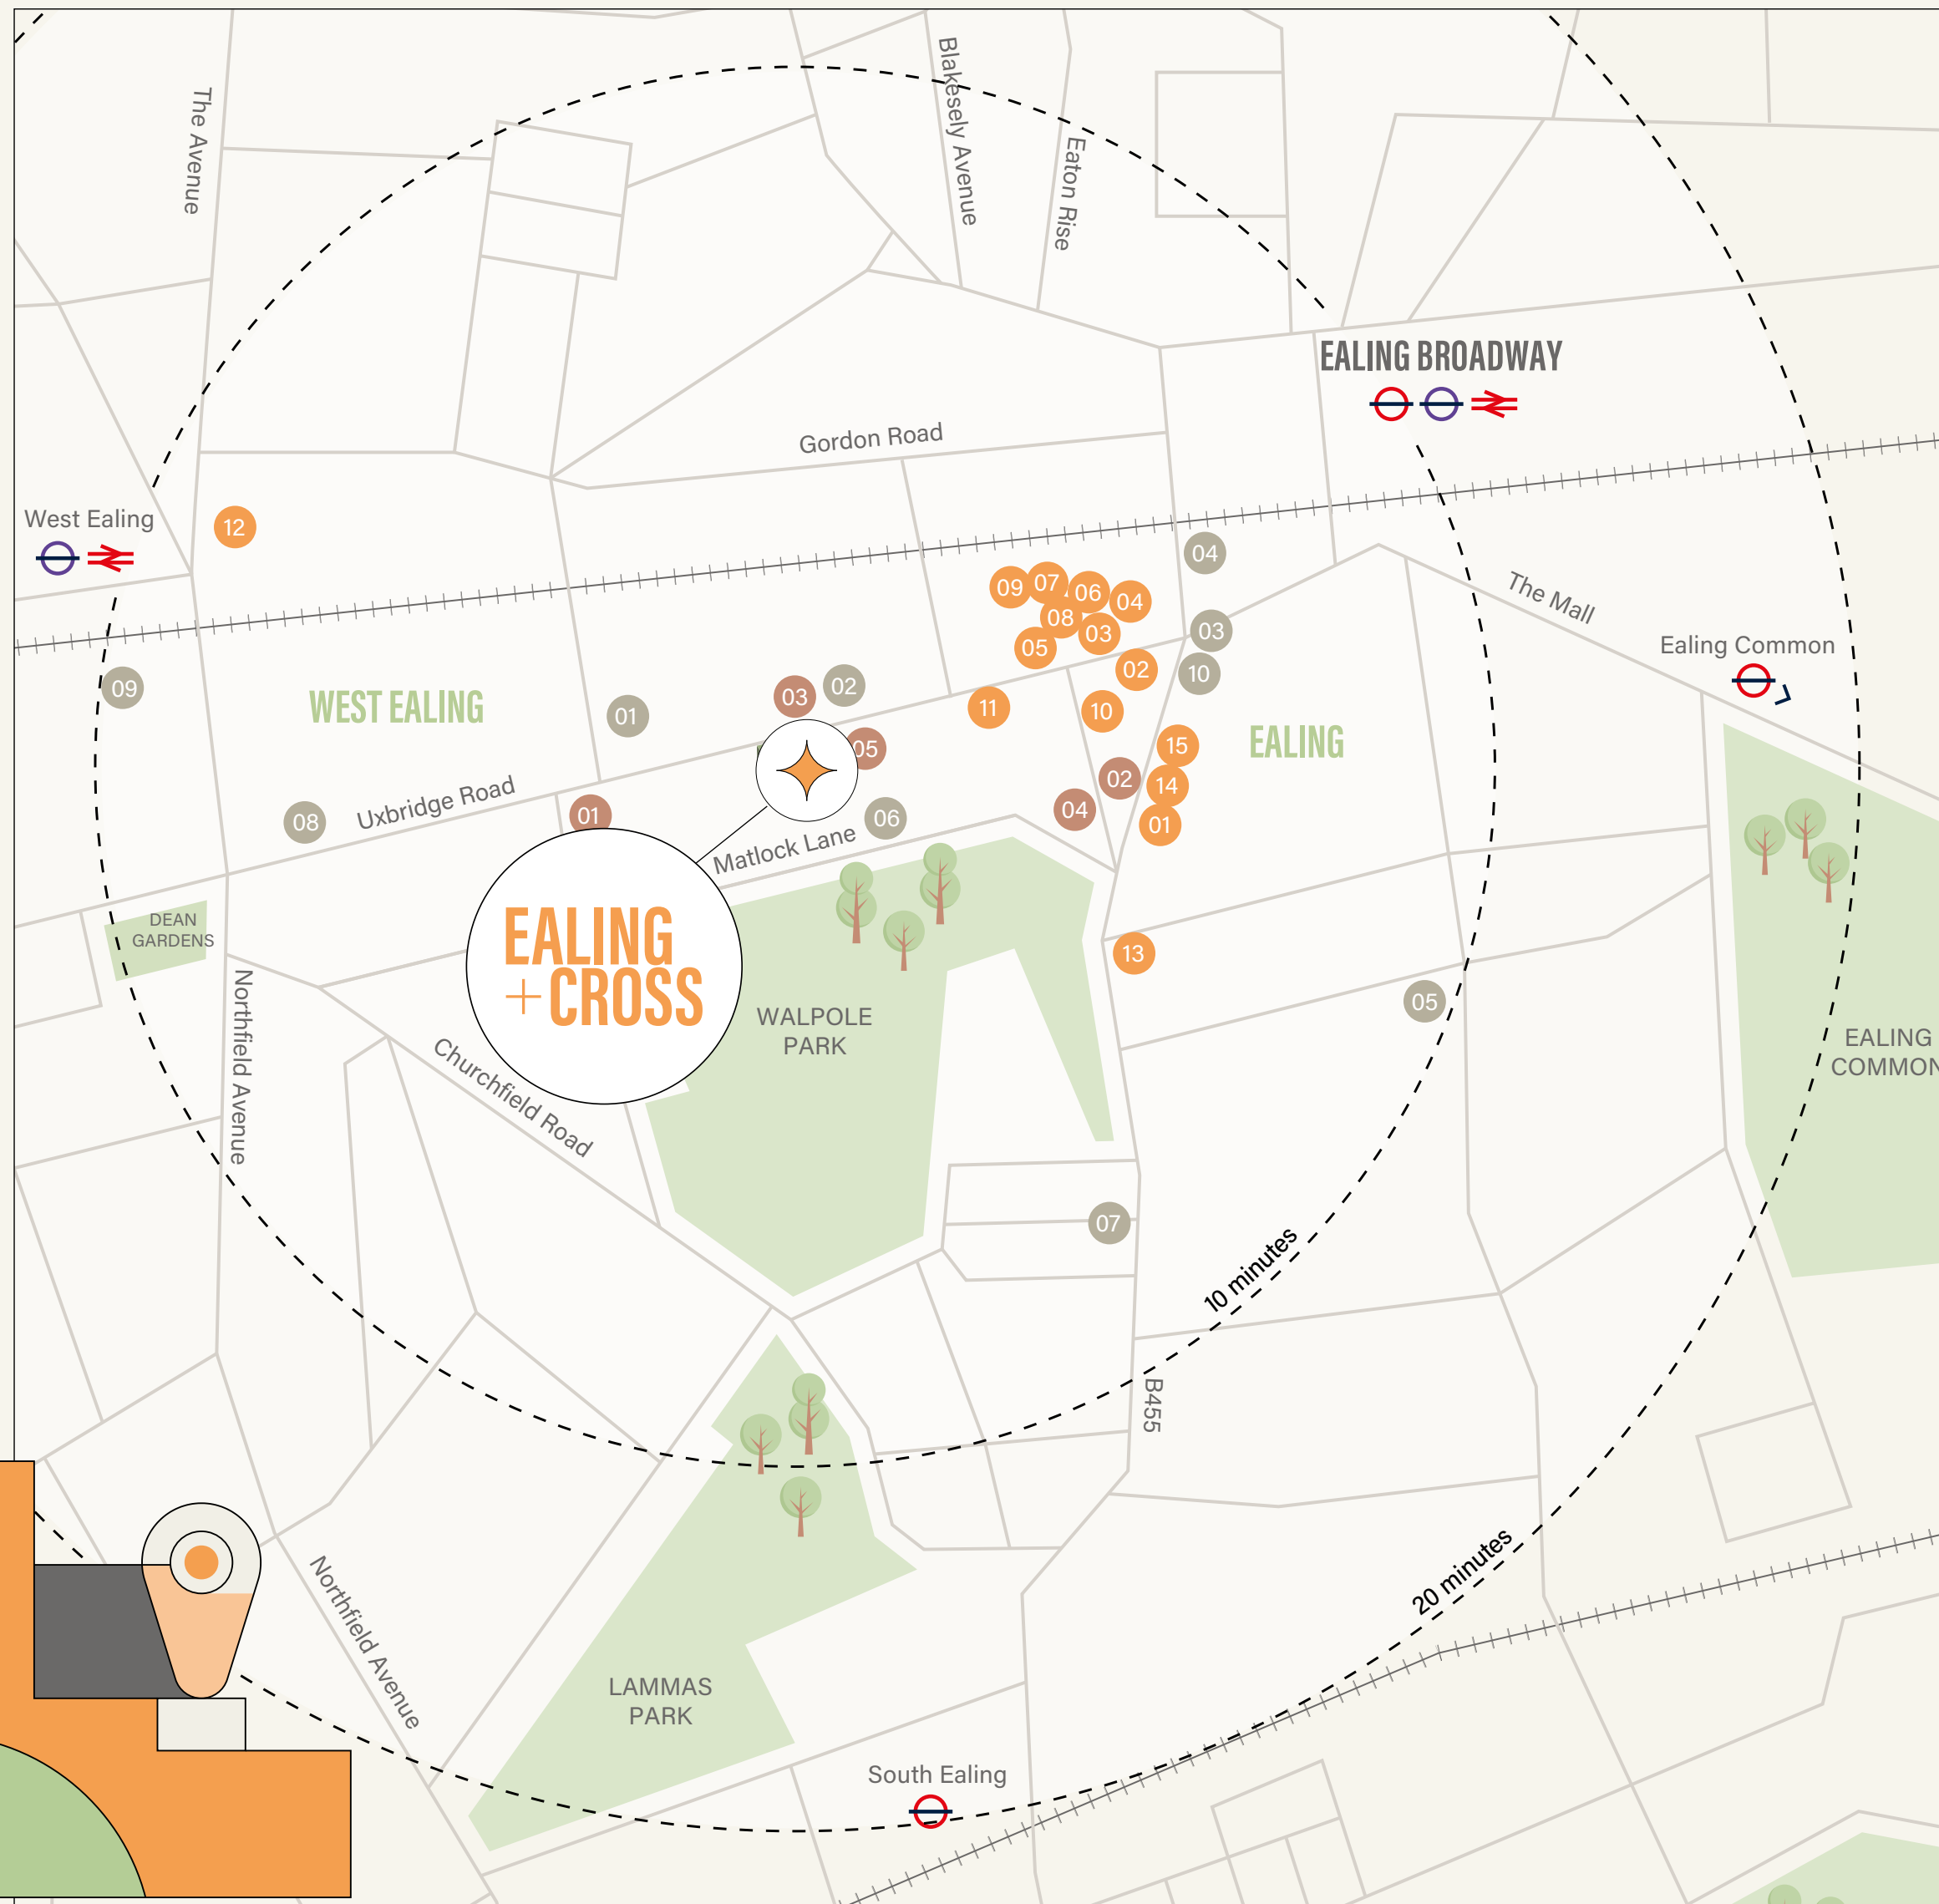 The Avenue
Blakesely Avenue
Eaton Rise
EALING BROADWAY
Gordon Road
West Ealing
12
04
09
07
06
04
08
03
05
03
The Mall
Ealing Common
02
10
09
WEST EALING
01
03
02
11
10
EALING
15
05
02
14
04
01
08
Uxbridge Road
01
06
Matlock Lane
DEAN
GARDENS
EALING
+CROSS
13
05
WALPOLE
PARK
EALING
COMMON
Northfield Avenue
Churchfield Road
07
10 minutes
B455
20 minutes
Northfield Avenue
LAMMAS
PARK
South Ealing